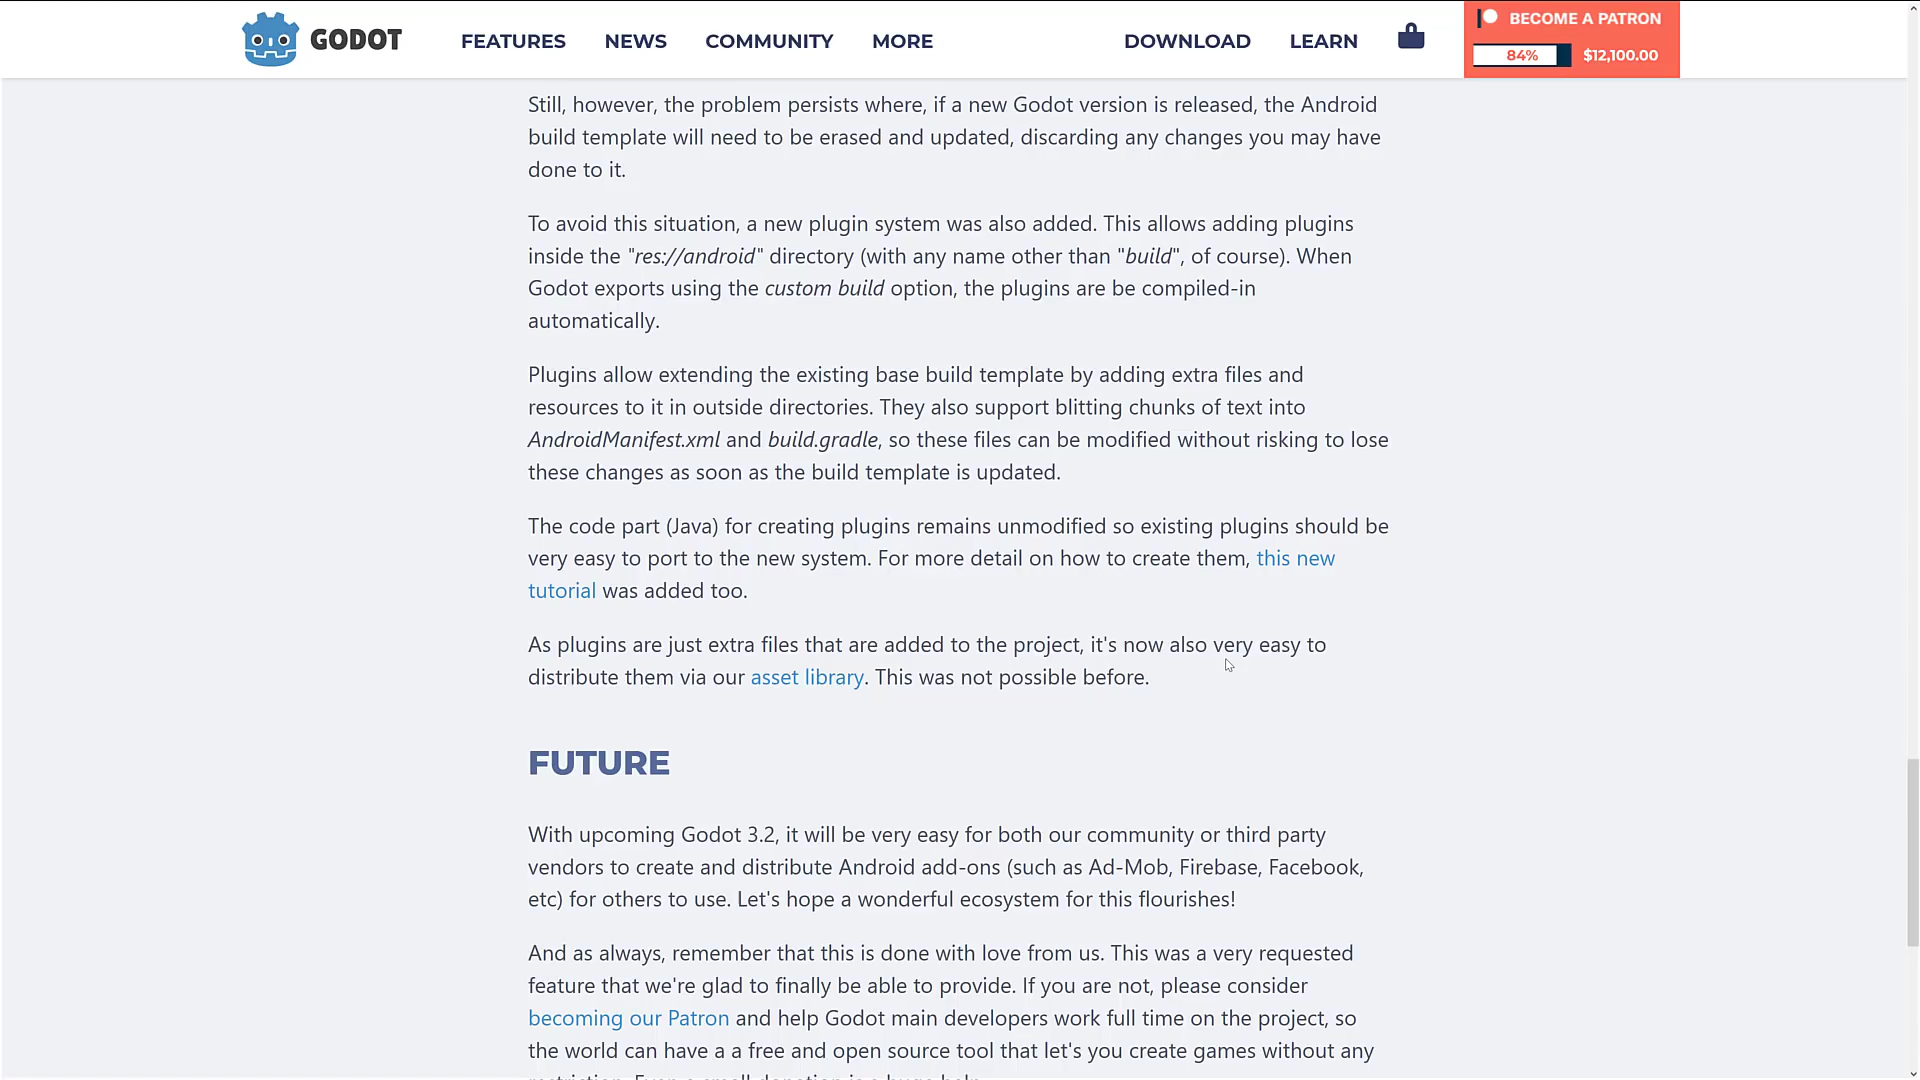 GODOT FEATURES NEWS COMMUNITY MORE DOWNLOAD LEARN BECOME A PATRON
84% $12,100.00
Still, however, the problem persists where, if a new Godot version is released, the Android
build template will need to be erased and updated, discarding any changes you may have
done to it.
To avoid this situation, a new plugin system was also added. This allows adding plugins
inside the "res://android" directory (with any name other than "build", of course). When
Godot exports using the custom build option, the plugins are be compiled-in
automatically.
Plugins allow extending the existing base build template by adding extra files and
resources to it in outside directories. They also support blitting chunks of text into
AndroidManifest.xml and build.gradle, so these files can be modified without risking to lose
these changes as soon as the build template is updated.
The code part (Java) for creating plugins remains unmodified so existing plugins should be
very easy to port to the new system. For more detail on how to create them, this new
tutorial was added too.
As plugins are just extra files that are added to the project, it's now also very easy to
distribute them via our asset library. This was not possible before.
FUTURE
With upcoming Godot 3.2, it will be very easy for both our community or third party
vendors to create and distribute Android add-ons (such as Ad-Mob, Firebase, Facebook,
etc) for others to use. Let's hope a wonderful ecosystem for this flourishes!
And as always, remember that this is done with love from us. This was a very requested
feature that we're glad to finally be able to provide. If you are not, please consider
becoming our Patron and help Godot main developers work full time on the project, so
the world can have a a free and open source tool that let's you create games without any